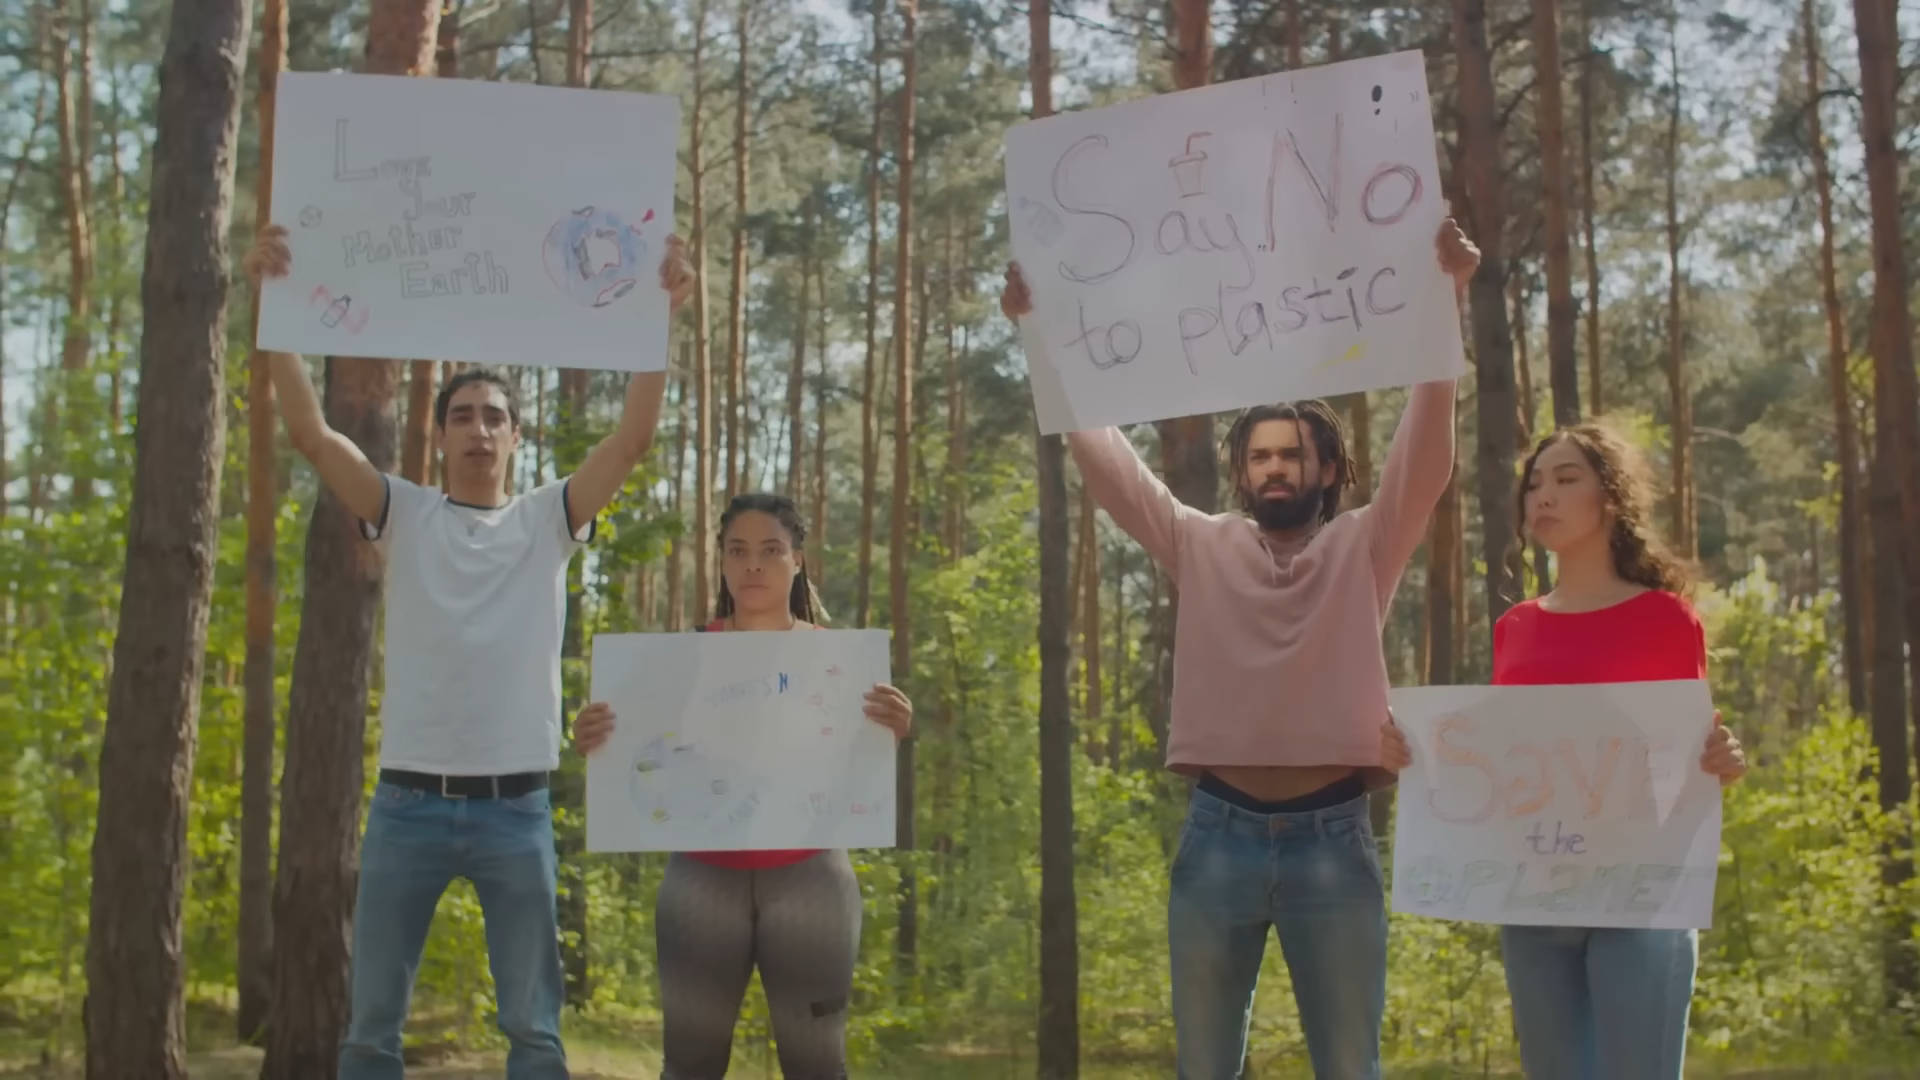 Love
your
Mother
Earth
Say No
to plastic
Save
the
PLANET